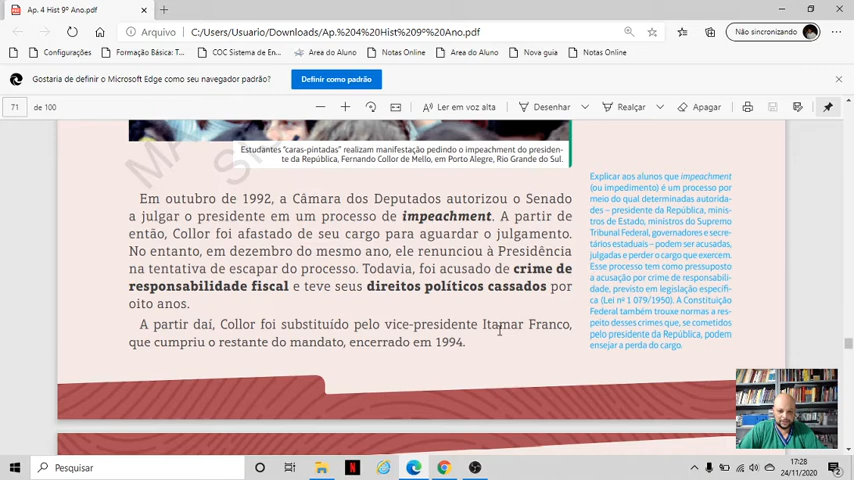 Ap. 4 Hist 9º Ano.pdf
Arquivo C:/Users/Usuario/Downloads/Ap.%204%20Hist%209º%20Ano.pdf
Não sincronizando
Configurações Formação Básica: T... COC Sistema de En... Area do Aluno Notas Online Area do Aluno Nova guia Notas Online
Gostaria de definir o Microsoft Edge como seu navegador padrão? Definir como padrão
71 de 100 Ler em voz alta Desenhar Realçar Apagar
Estudantes "caras-pintadas" realizam manifestação pedindo o impeachment do presiden-
te da República, Fernando Collor de Mello, em Porto Alegre, Rio Grande do Sul.
Em outubro de 1992, a Câmara dos Deputados autorizou o Senado
a julgar o presidente em um processo de impeachment. A partir de
então, Collor foi afastado de seu cargo para aguardar o julgamento.
No entanto, em dezembro do mesmo ano, ele renunciou à Presidência
na tentativa de escapar do processo. Todavia, foi acusado de crime de
responsabilidade fiscal e teve seus direitos políticos cassados por
oito anos.
A partir daí, Collor foi substituído pelo vice-presidente Itamar Franco,
que cumpriu o restante do mandato, encerrado em 1994.
Explicar aos alunos que impeachment
(ou impedimento) é um processo por
meio do qual determinadas autorida-
des – presidente da República, minis-
tros de Estado, ministros do Supremo
Tribunal Federal, governadores e secre-
tários estaduais – podem ser acusadas,
julgadas e perder o cargo que exercem.
Esse processo tem como pressuposto
a acusação por crime de responsabili-
dade, previsto em legislação específi-
ca (Lei nº 1 079/1950). A Constituição
Federal também trouxe normas a res-
peito desses crimes que, se cometidos
pelo presidente da República, podem
ensejar a perda do cargo.
Pesquisar
17:28
24/11/2020
2